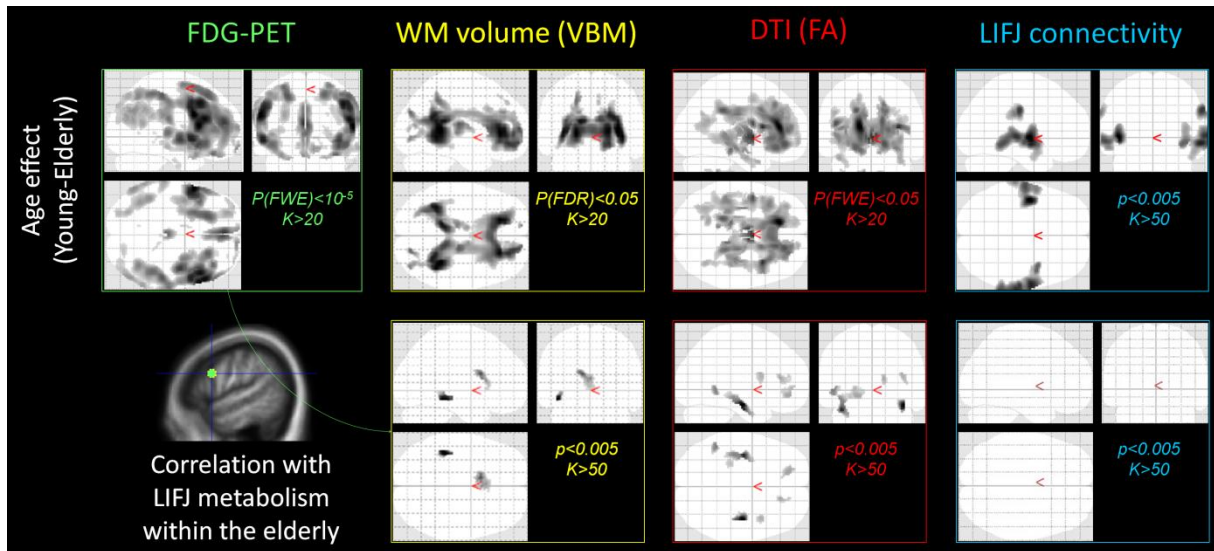 FDG-PET
WM volume (VBM)
DTI (FA)
LIFJ connectivity
Age effect
(Young-Elderly)
P(FWE)<10-5
K>20
P(FDR)<0.05
K>20
P(FWE)<0.05
K>20
p<0.005
K>50
Correlation with
LIFJ metabolism
within the elderly
p<0.005
K>50
p<0.005
K>50
p<0.005
K>50